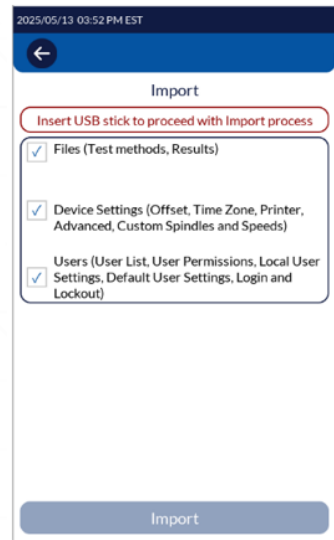 2025/05/13 03:52 PM EST
Import
Insert USB stick to proceed with Import process
Files (Test methods, Results)
Device Settings (Offset, Time Zone, Printer,
Advanced, Custom Spindles and Speeds)
Users (User List, User Permissions, Local User
Settings, Default User Settings, Login and
Lockout)
Import